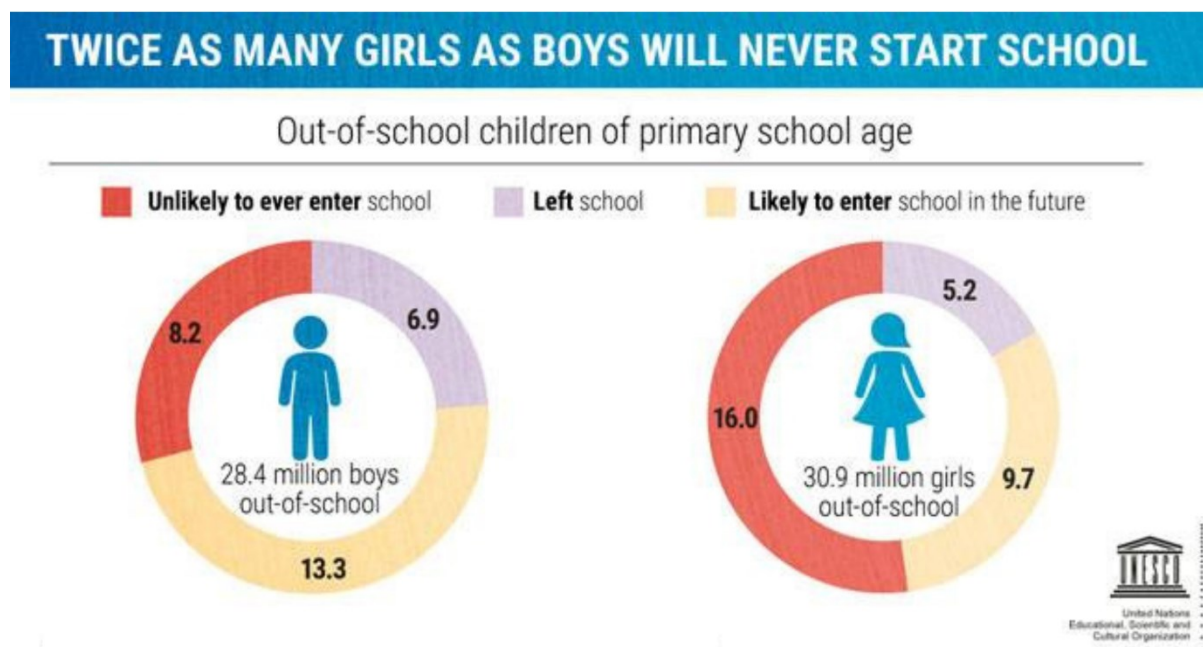 TWICE AS MANY GIRLS AS BOYS WILL NEVER START SCHOOL
Out-of-school children of primary school age
Unlikely to ever enter school
Left school
Likely to enter school in the future
8.2
6.9
28.4 million boys
out-of-school
13.3
5.2
16.0
30.9 million girls
out-of-school
9.7
UNESCO
United Nations
Educational, Scientific and
Cultural Organization